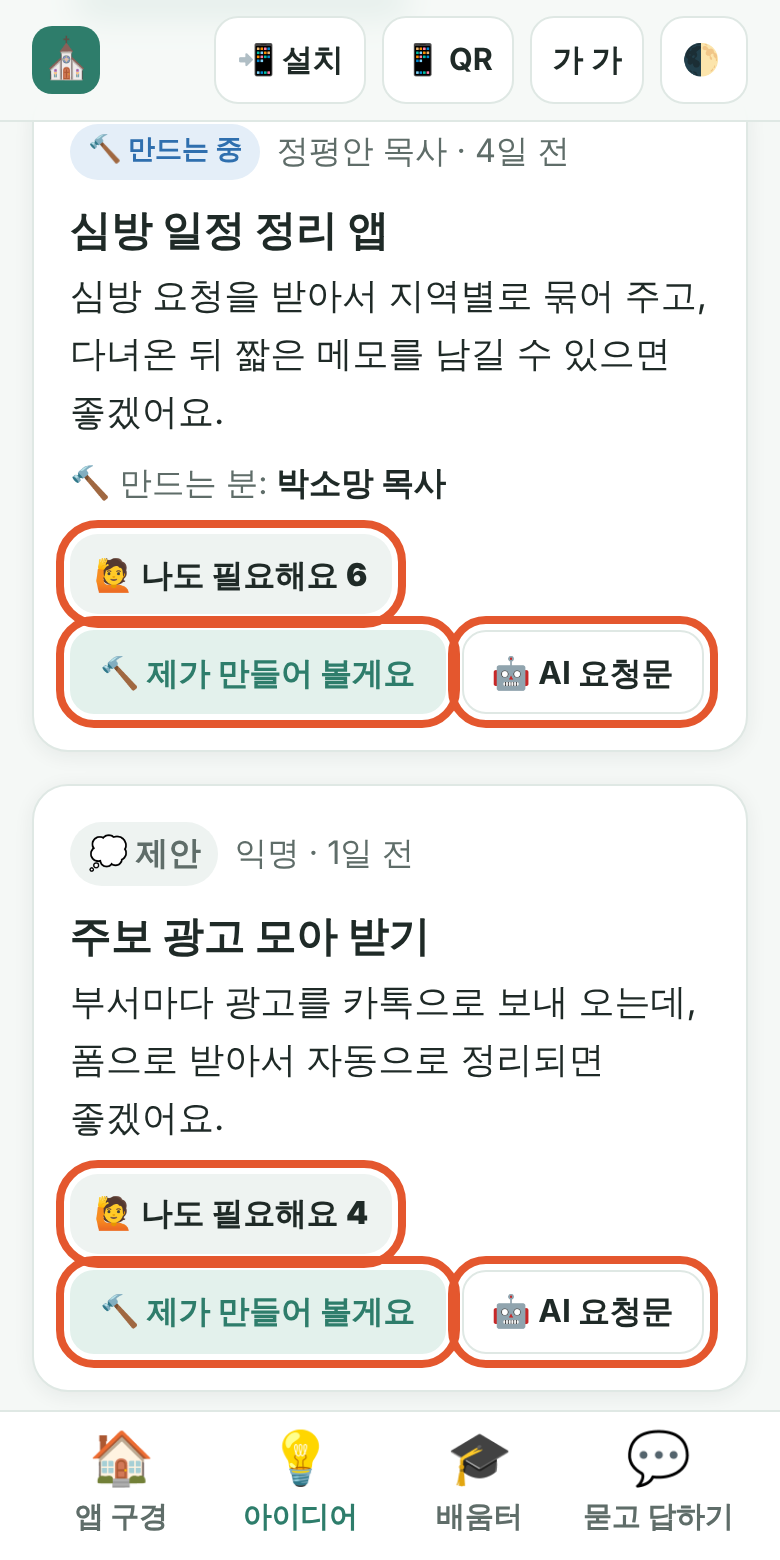 설치
QR
가 가
만드는 중 정평안 목사 · 4일 전
심방 일정 정리 앱
심방 요청을 받아서 지역별로 묶어 주고,
다녀온 뒤 짧은 메모를 남길 수 있으면
좋겠어요.
만드는 분: 박소망 목사
나도 필요해요 6
제가 만들어 볼게요
AI 요청문
제안 익명 · 1일 전
주보 광고 모아 받기
부서마다 광고를 카톡으로 보내 오는데,
폼으로 받아서 자동으로 정리되면
좋겠어요.
나도 필요해요 4
제가 만들어 볼게요
AI 요청문
앱 구경
아이디어
배움터
묻고 답하기